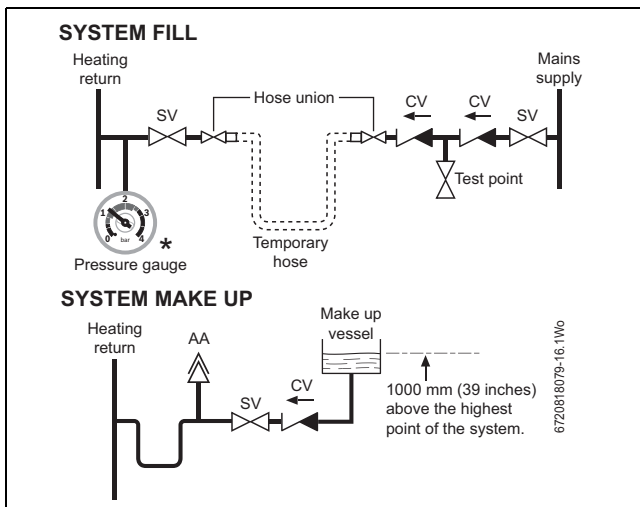 SYSTEM FILL
Heating
return
Mains
supply
SV
Hose union
CV
CV
SV
Test point
0 1 2 3 4
bar
*
Pressure gauge
Temporary
hose
SYSTEM MAKE UP
Heating
return
AA
SV
CV
Make up
vessel
1000 mm (39 inches)
above the highest
point of the system.
6720818079-16.1Wo